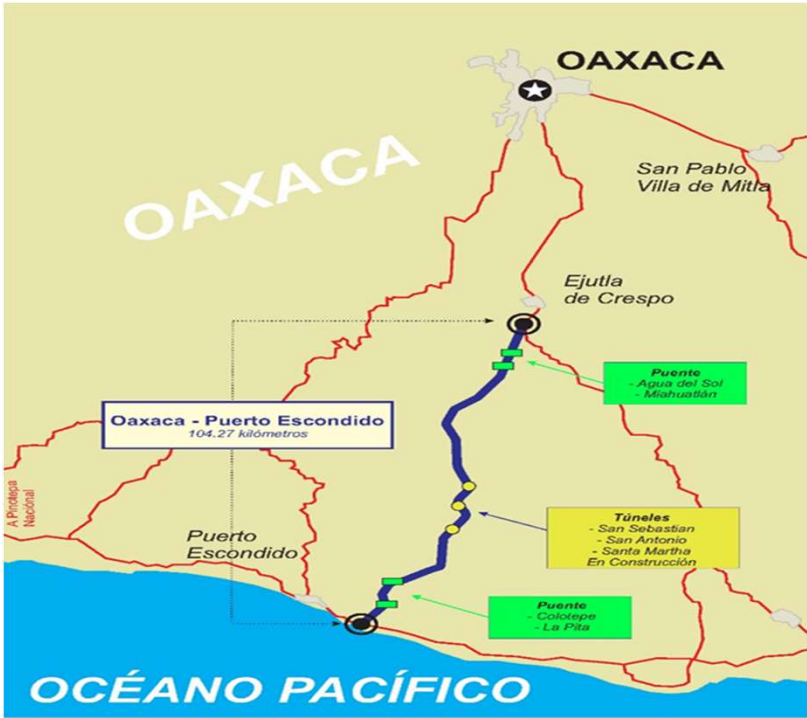 OAXACA
OAXACA
San Pablo
Villa de Mitla
Ejutla
de Crespo
Puente
- Agua del Sol
- Miahuatlán
Oaxaca - Puerto Escondido
104.27 kilómetros
A Pinotepa
Naciónal
Túneles
- San Sebastian
- San Antonio
- Santa Martha
En Construcción
Puerto
Escondido
Puente
- Colotepe
- La Pita
OCÉANO PACÍFICO